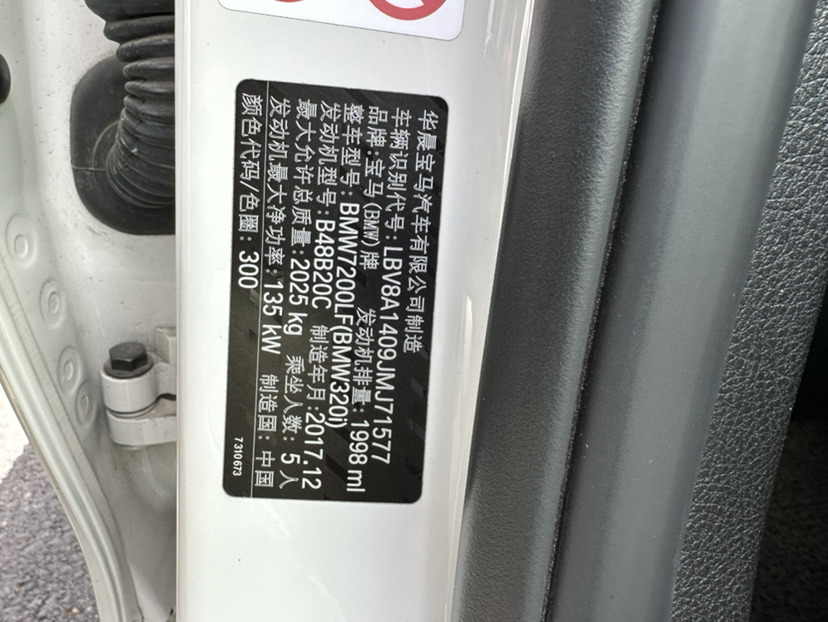 华晨宝马汽车有限公司制造
车辆识别代号:LBV8A1409JMJ71577
品牌:宝马(BMW)牌 发动机排量:1998 ml
整车型号:BMW7200LF(BMW320i)
发动机型号:B48B20C 制造年月:2017.12
最大允许总质量:2025 kg 乘坐人数:5人
发动机最大净功率:135 kW 制造国:中国
颜色代码/色圈:300
7 310 673